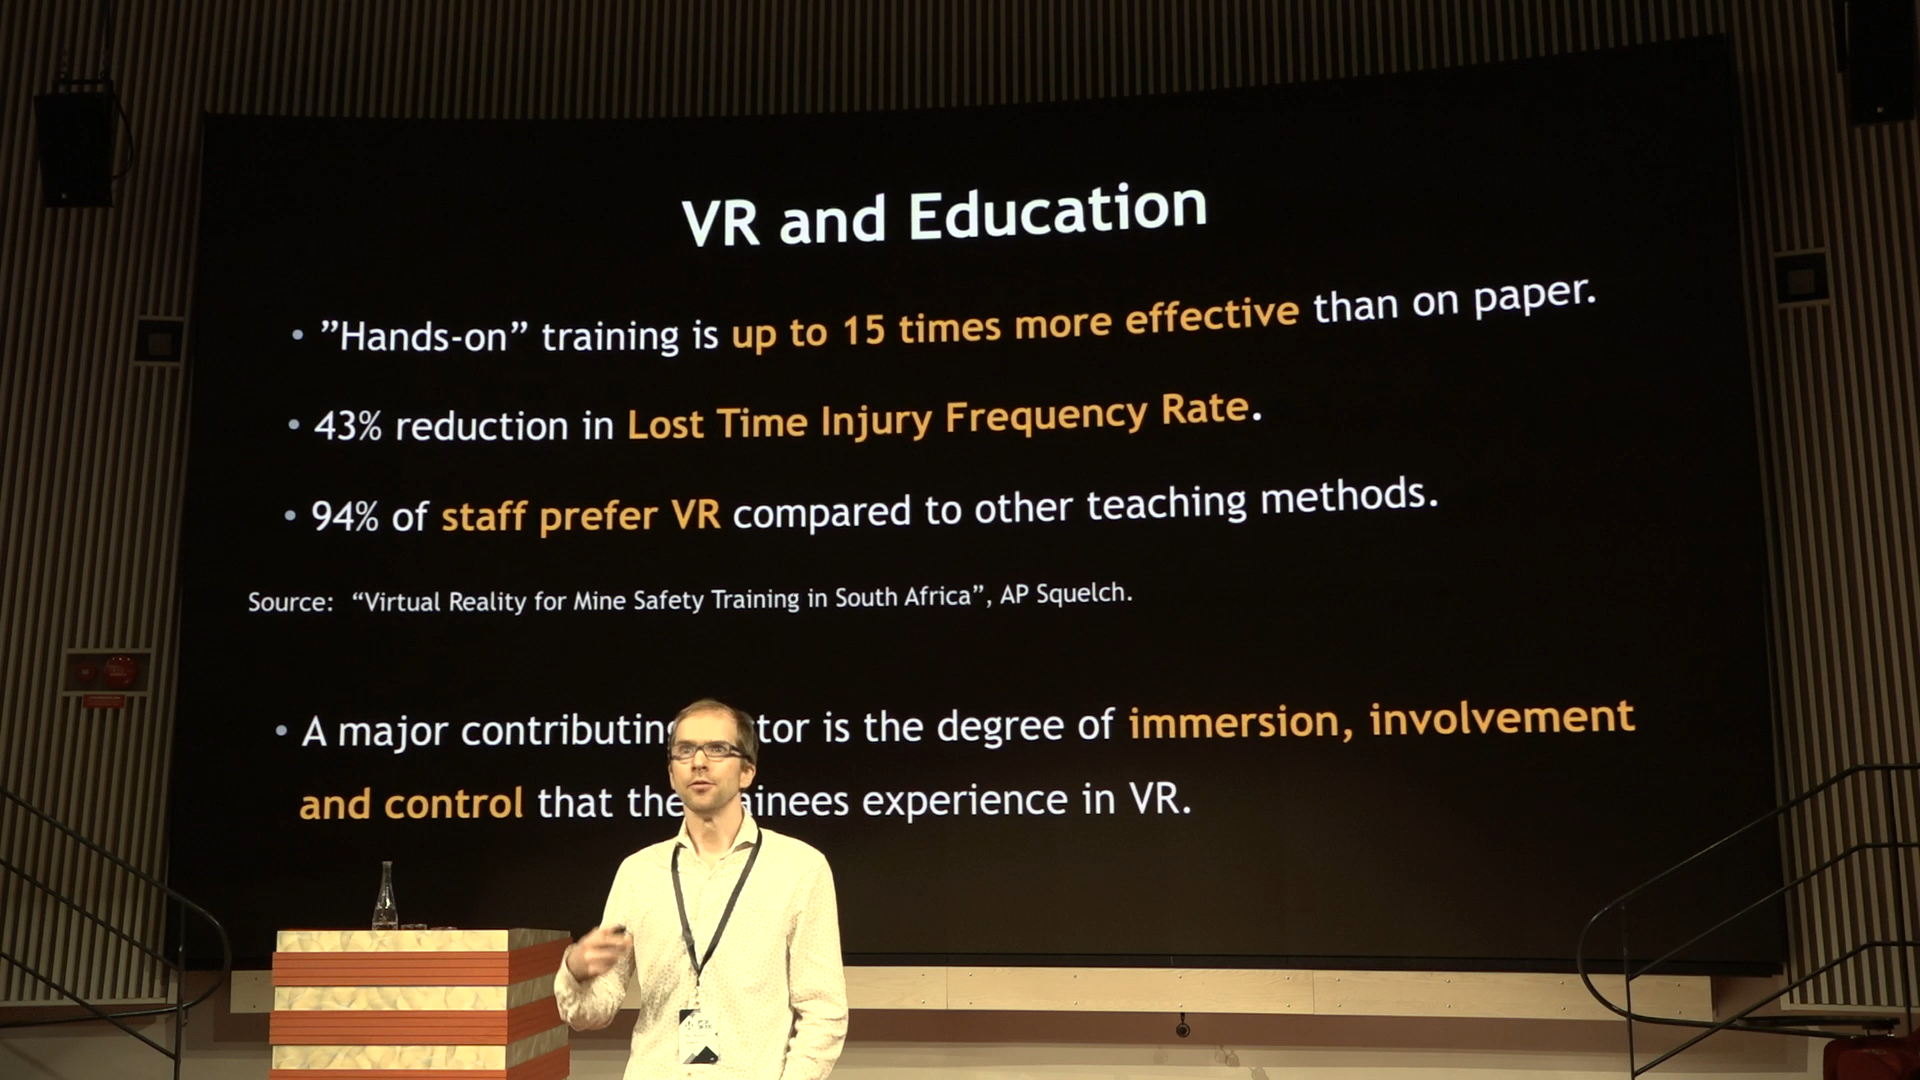 VR and Education
• ”Hands-on” training is up to 15 times more effective than on paper.
• 43% reduction in Lost Time Injury Frequency Rate.
• 94% of staff prefer VR compared to other teaching methods.
Source: “Virtual Reality for Mine Safety Training in South Africa”, AP Squelch.
• A major contributing tor is the degree of immersion, involvement
and control that the ainees experience in VR.